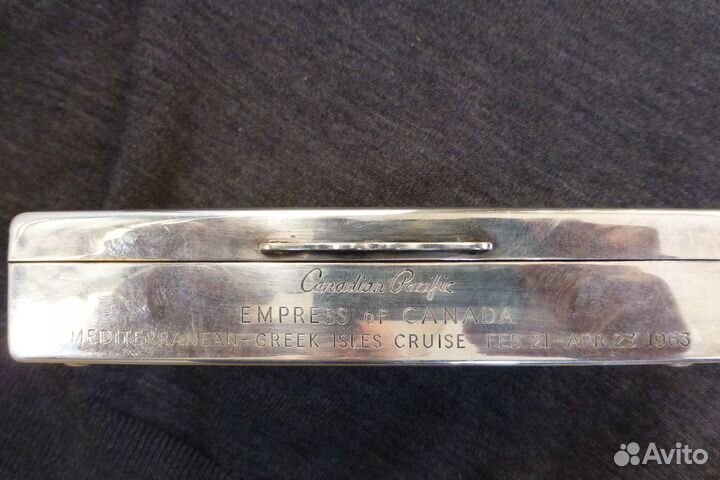 Canadian Pacific
EMPRESS of CANADA
MEDITERRANEAN-GREEK ISLES CRUISE FEB 21-APR 23 1963
Avito